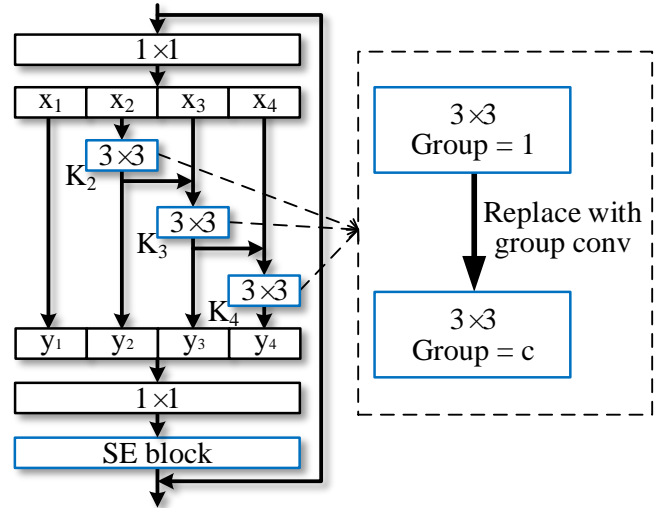 1×1
x1 x2 x3 x4
3×3
K2
3×3
K3
3×3
K4
y1 y2 y3 y4
1×1
SE block
3×3
Group = 1
Replace with
group conv
3×3
Group = c